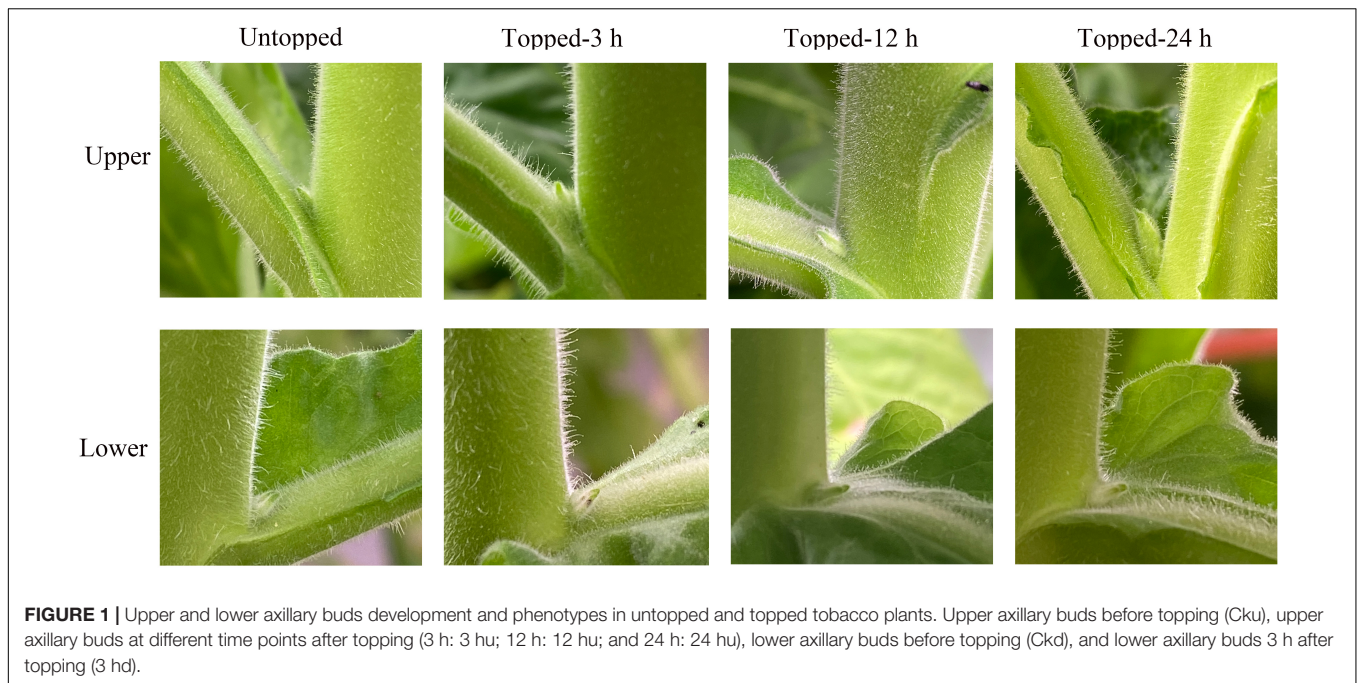 Untopped Topped-3 h Topped-12 h Topped-24 h
Upper
Lower
FIGURE 1 | Upper and lower axillary buds development and phenotypes in untopped and topped tobacco plants. Upper axillary buds before topping (Cku), upper
axillary buds at different time points after topping (3 h: 3 hu; 12 h: 12 hu; and 24 h: 24 hu), lower axillary buds before topping (Ckd), and lower axillary buds 3 h after
topping (3 hd).